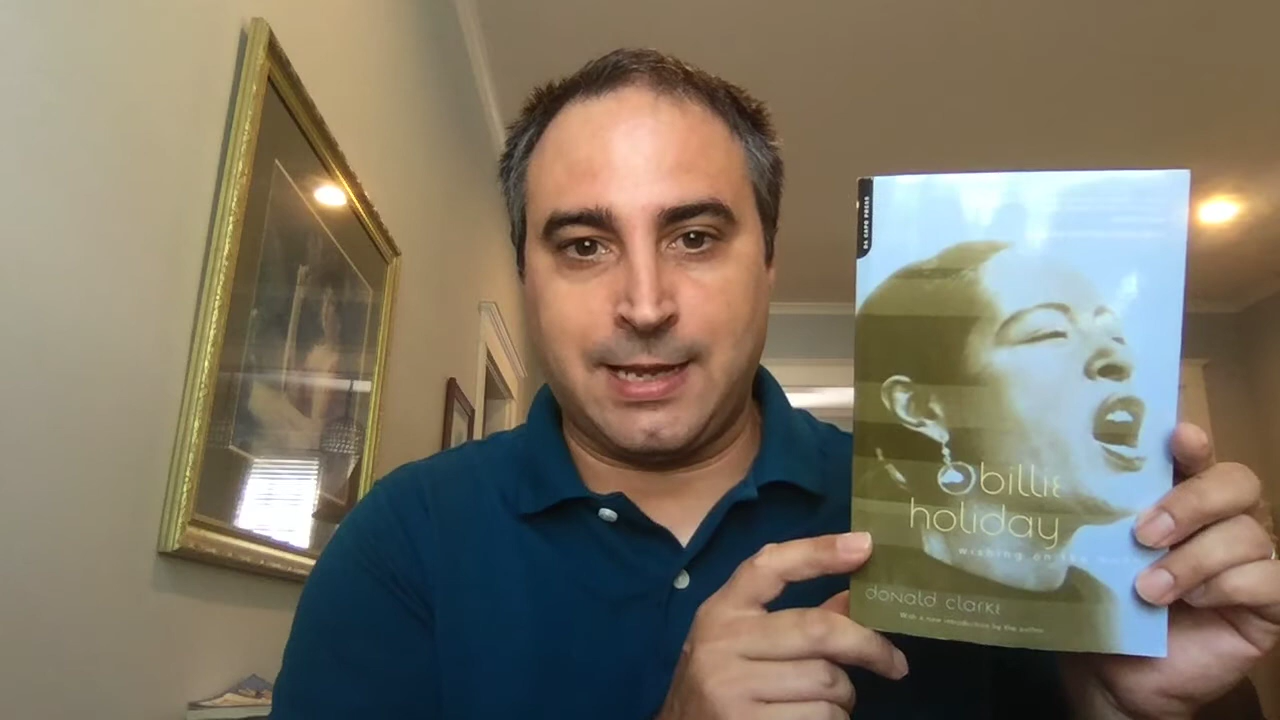 DA CAPO PRESS
billie
holiday
wishing on the moon
donald clarke
With a new introduction by the author